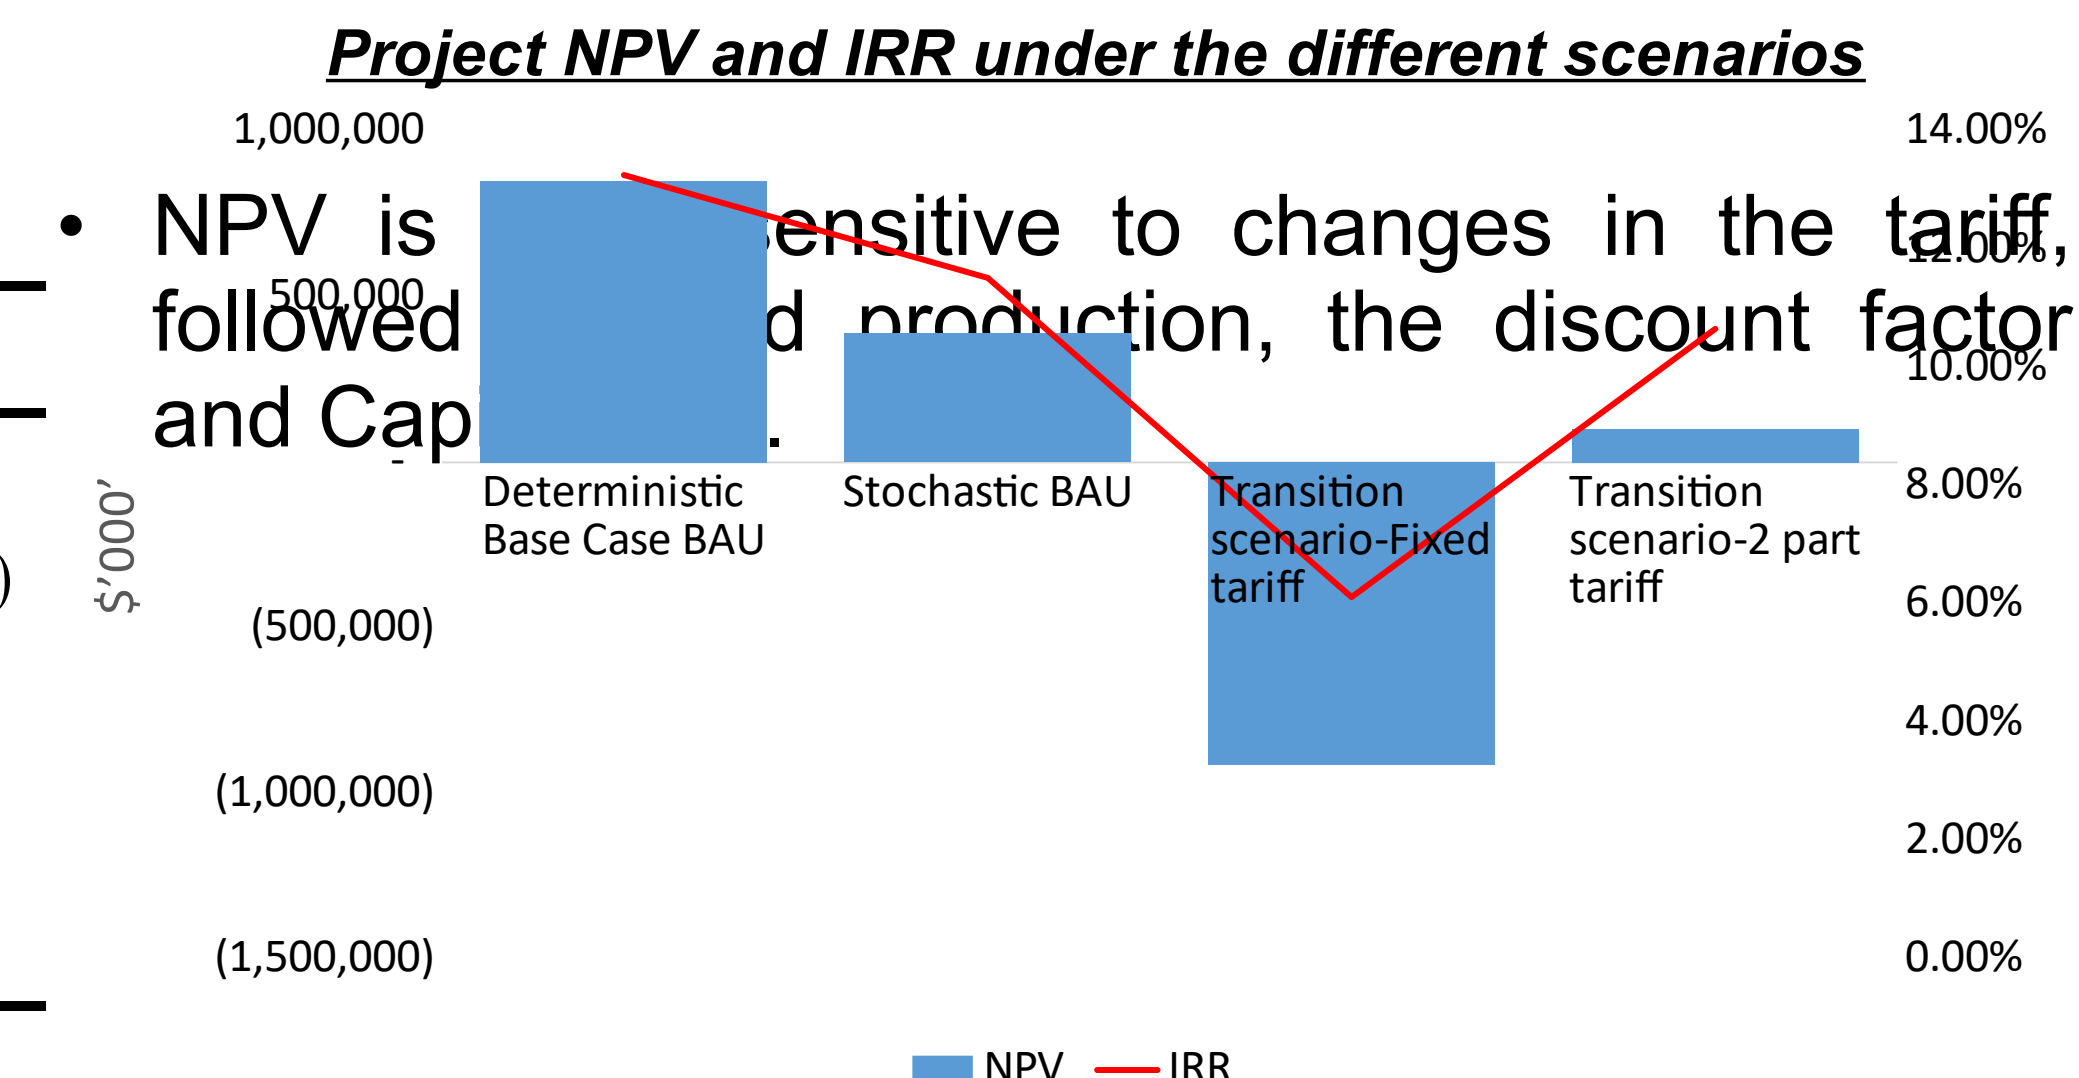 Project NPV and IRR under the different scenarios
1,000,000
14.00%
• NPV is sensitive to changes in the tariff,
12.00%
500,000
followed production, the discount factor
10.00%
and
-
Deterministic
Base Case BAU
Stochastic BAU
Transition
scenario-Fixed
tariff
Transition
scenario-2 part
tariff
8.00%
$'000'
)
6.00%
(500,000)
4.00%
(1,000,000)
2.00%
(1,500,000)
0.00%
NPV
IRR